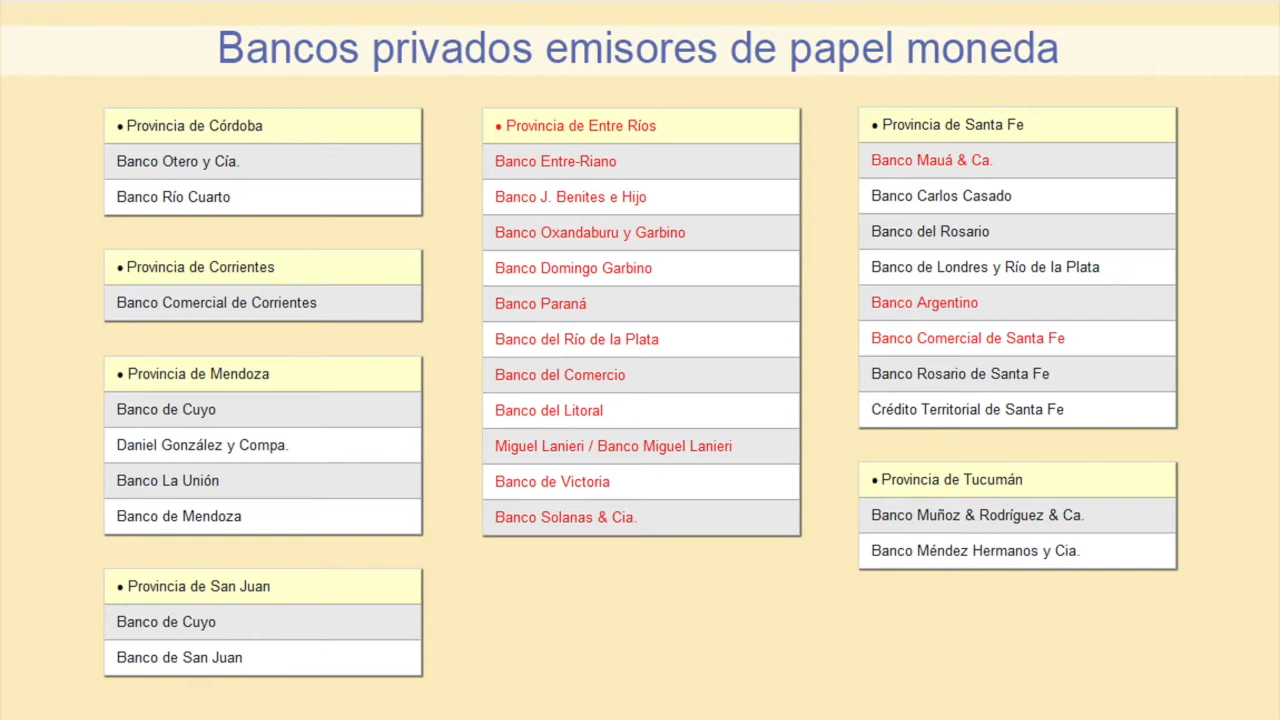 Bancos privados emisores de papel moneda
• Provincia de Córdoba
Banco Otero y Cía.
Banco Río Cuarto
• Provincia de Corrientes
Banco Comercial de Corrientes
• Provincia de Mendoza
Banco de Cuyo
Daniel González y Compa.
Banco La Unión
Banco de Mendoza
• Provincia de San Juan
Banco de Cuyo
Banco de San Juan
• Provincia de Entre Ríos
Banco Entre-Riano
Banco J. Benites e Hijo
Banco Oxandaburu y Garbino
Banco Domingo Garbino
Banco Paraná
Banco del Río de la Plata
Banco del Comercio
Banco del Litoral
Miguel Lanieri / Banco Miguel Lanieri
Banco de Victoria
Banco Solanas & Cia.
• Provincia de Santa Fe
Banco Mauá & Ca.
Banco Carlos Casado
Banco del Rosario
Banco de Londres y Río de la Plata
Banco Argentino
Banco Comercial de Santa Fe
Banco Rosario de Santa Fe
Crédito Territorial de Santa Fe
• Provincia de Tucumán
Banco Muñoz & Rodríguez & Ca.
Banco Méndez Hermanos y Cia.